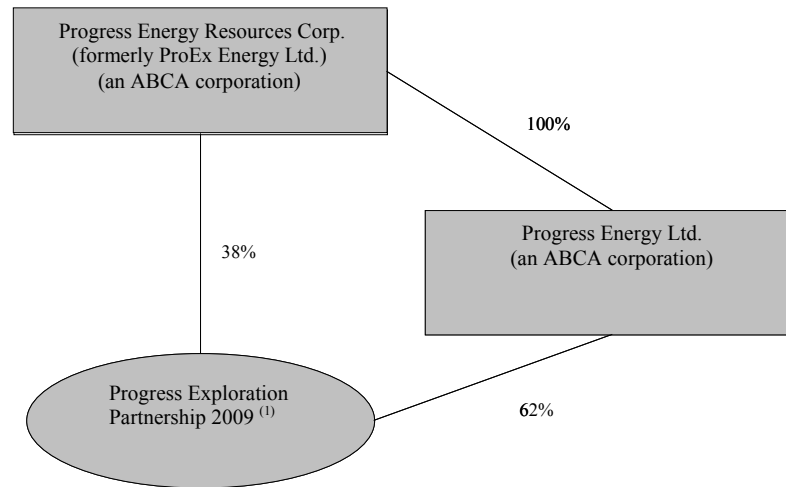 Progress Energy Resources Corp.
(formerly ProEx Energy Ltd.)
(an ABCA corporation)
100%
Progress Energy Ltd.
(an ABCA corporation)
38%
Progress Exploration
Partnership 2009 (1)
62%